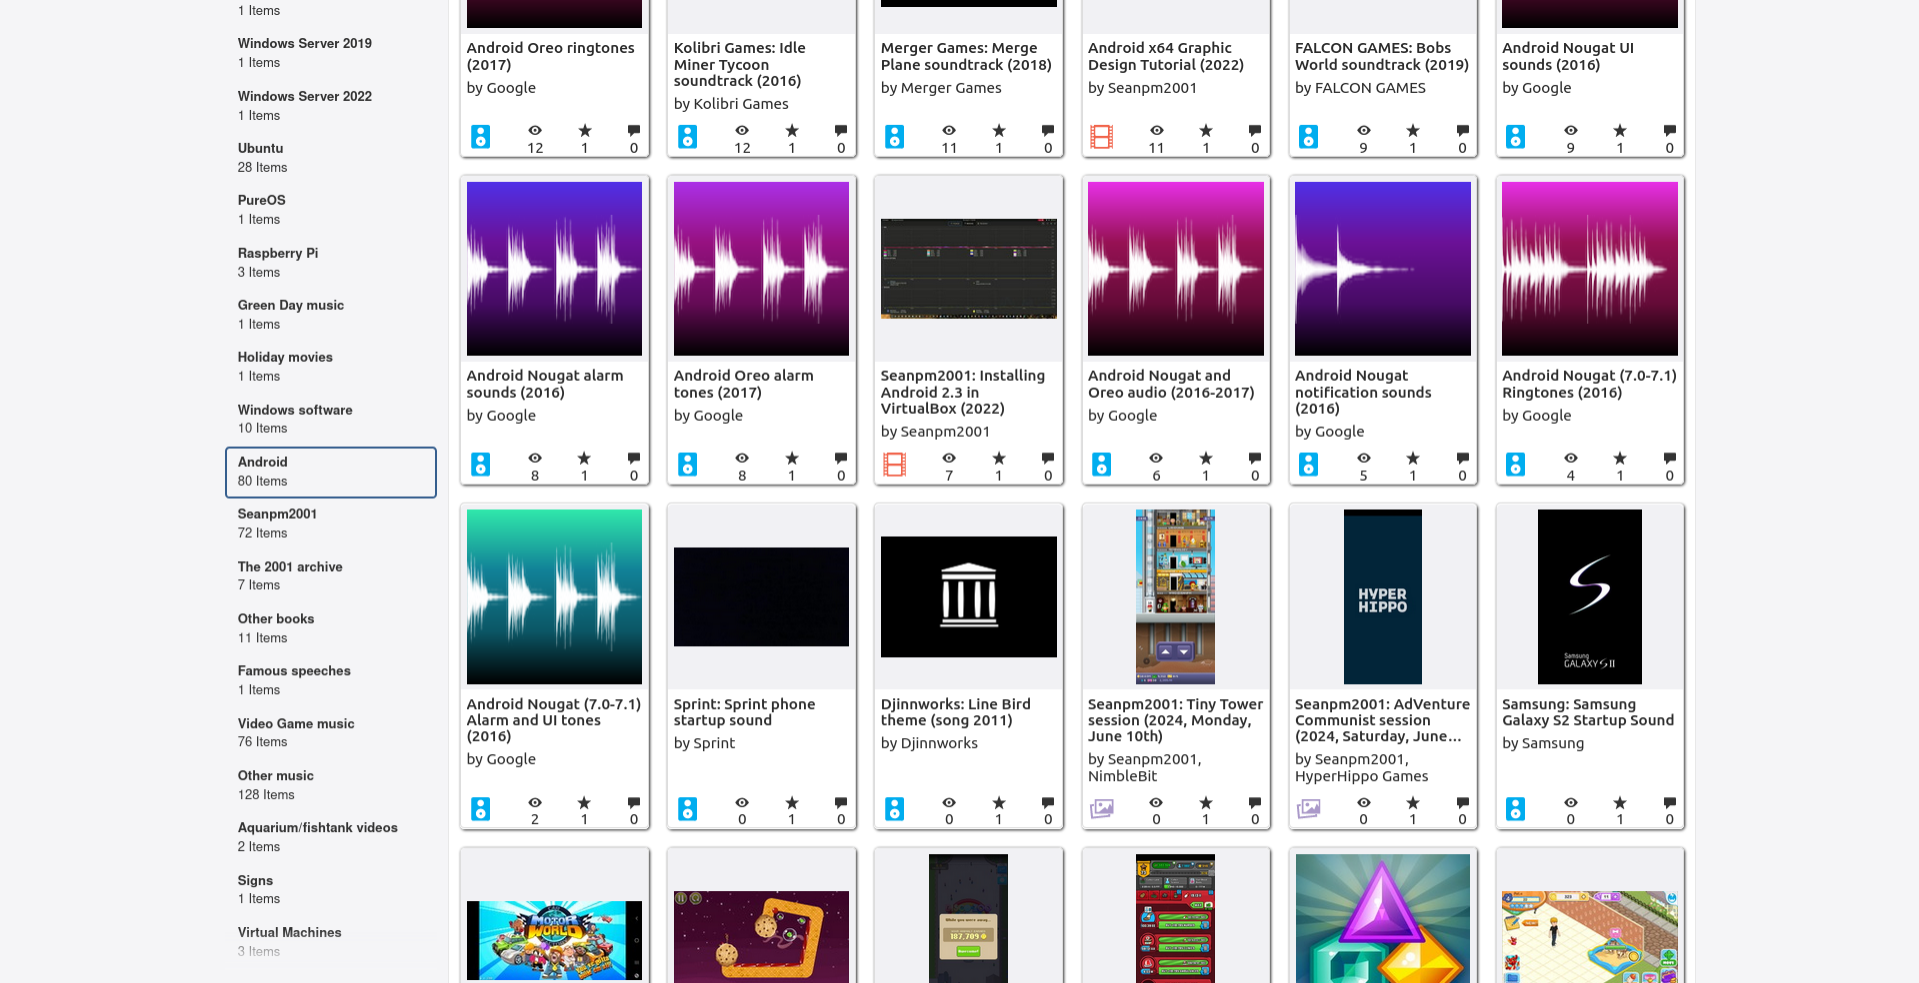 1 Items
Windows Server 2019
1 Items
Windows Server 2022
1 Items
Ubuntu
28 Items
PureOS
1 Items
Raspberry Pi
3 Items
Green Day music
1 Items
Holiday movies
1 Items
Windows software
10 Items
Android
80 Items
Seanpm2001
72 Items
The 2001 archive
7 Items
Other books
11 Items
Famous speeches
1 Items
Video Game music
76 Items
Other music
128 Items
Aquarium/fishtank videos
2 Items
Signs
1 Items
Virtual Machines
3 Items
Android Oreo ringtones
(2017)
by Google
12 1 0
Kolibri Games: Idle
Miner Tycoon
soundtrack (2016)
by Kolibri Games
12 1 0
Merger Games: Merge
Plane soundtrack (2018)
by Merger Games
11 1 0
Android x64 Graphic
Design Tutorial (2022)
by Seanpm2001
11 1 0
FALCON GAMES: Bobs
World soundtrack (2019)
by FALCON GAMES
9 1 0
Android Nougat UI
sounds (2016)
by Google
9 1 0
Android Nougat alarm
sounds (2016)
by Google
8 1 0
Android Oreo alarm
tones (2017)
by Google
8 1 0
Seanpm2001: Installing
Android 2.3 in
VirtualBox (2022)
by Seanpm2001
7 1 0
Android Nougat and
Oreo audio (2016-2017)
by Google
6 1 0
Android Nougat
notification sounds
(2016)
by Google
5 1 0
Android Nougat (7.0-7.1)
Ringtones (2016)
by Google
4 1 0
Android Nougat (7.0-7.1)
Alarm and UI tones
(2016)
by Google
2 1 0
Sprint: Sprint phone
startup sound
by Sprint
0 1 0
Djinnworks: Line Bird
theme (song 2011)
by Djinnworks
0 1 0
Seanpm2001: Tiny Tower
session (2024, Monday,
June 10th)
by Seanpm2001,
NimbleBit
0 1 0
HYPER
HIPPO
Seanpm2001: AdVenture
Communist session
(2024, Saturday, June...
by Seanpm2001,
HyperHippo Games
0 1 0
S
Samsung
GALAXY S II
Samsung: Samsung
Galaxy S2 Startup Sound
by Samsung
0 1 0
MOTOR
WORLD
While you were away...
187,709